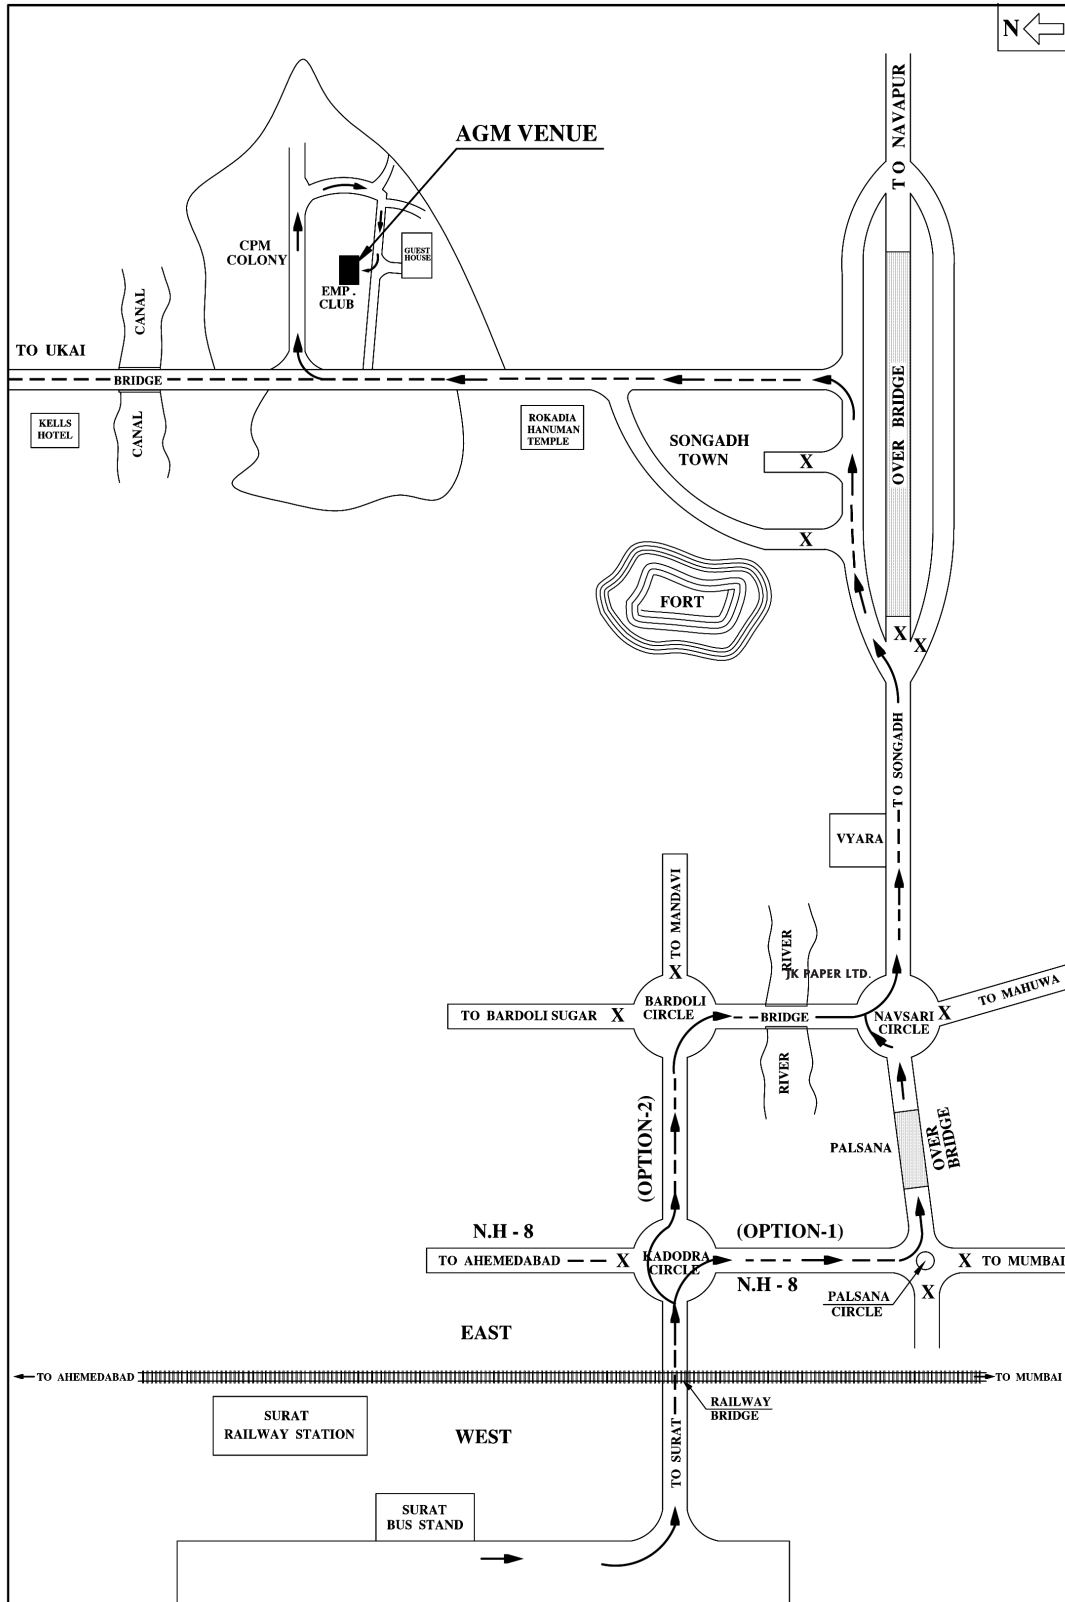 N
TO NAVAPUR
AGM VENUE
CPM
COLONY
GUEST
HOUSE
EMP.
CLUB
CANAL
TO UKAI
BRIDGE
OVER BRIDGE
KELLS
HOTEL
CANAL
ROKADIA
HANUMAN
TEMPLE
SONGADH
TOWN
X
X
FORT
X
X
TO SONGADH
VYARA
TO MANDAVI
RIVER
JK PAPER LTD.
X
TO MAHUWA
BARDOLI
CIRCLE
TO BARDOLI SUGAR
X
BRIDGE
NAVSARI
CIRCLE
X
RIVER
(OPTION-2)
PALSANA
OVER
BRIDGE
N.H - 8
(OPTION-1)
TO AHEMEDABAD
X
KADODRA
CIRCLE
X
TO MUMBAI
N.H - 8
X
PALSANA
CIRCLE
EAST
TO AHEMEDABAD
TO MUMBAI
RAILWAY
BRIDGE
SURAT
RAILWAY STATION
WEST
TO SURAT
SURAT
BUS STAND